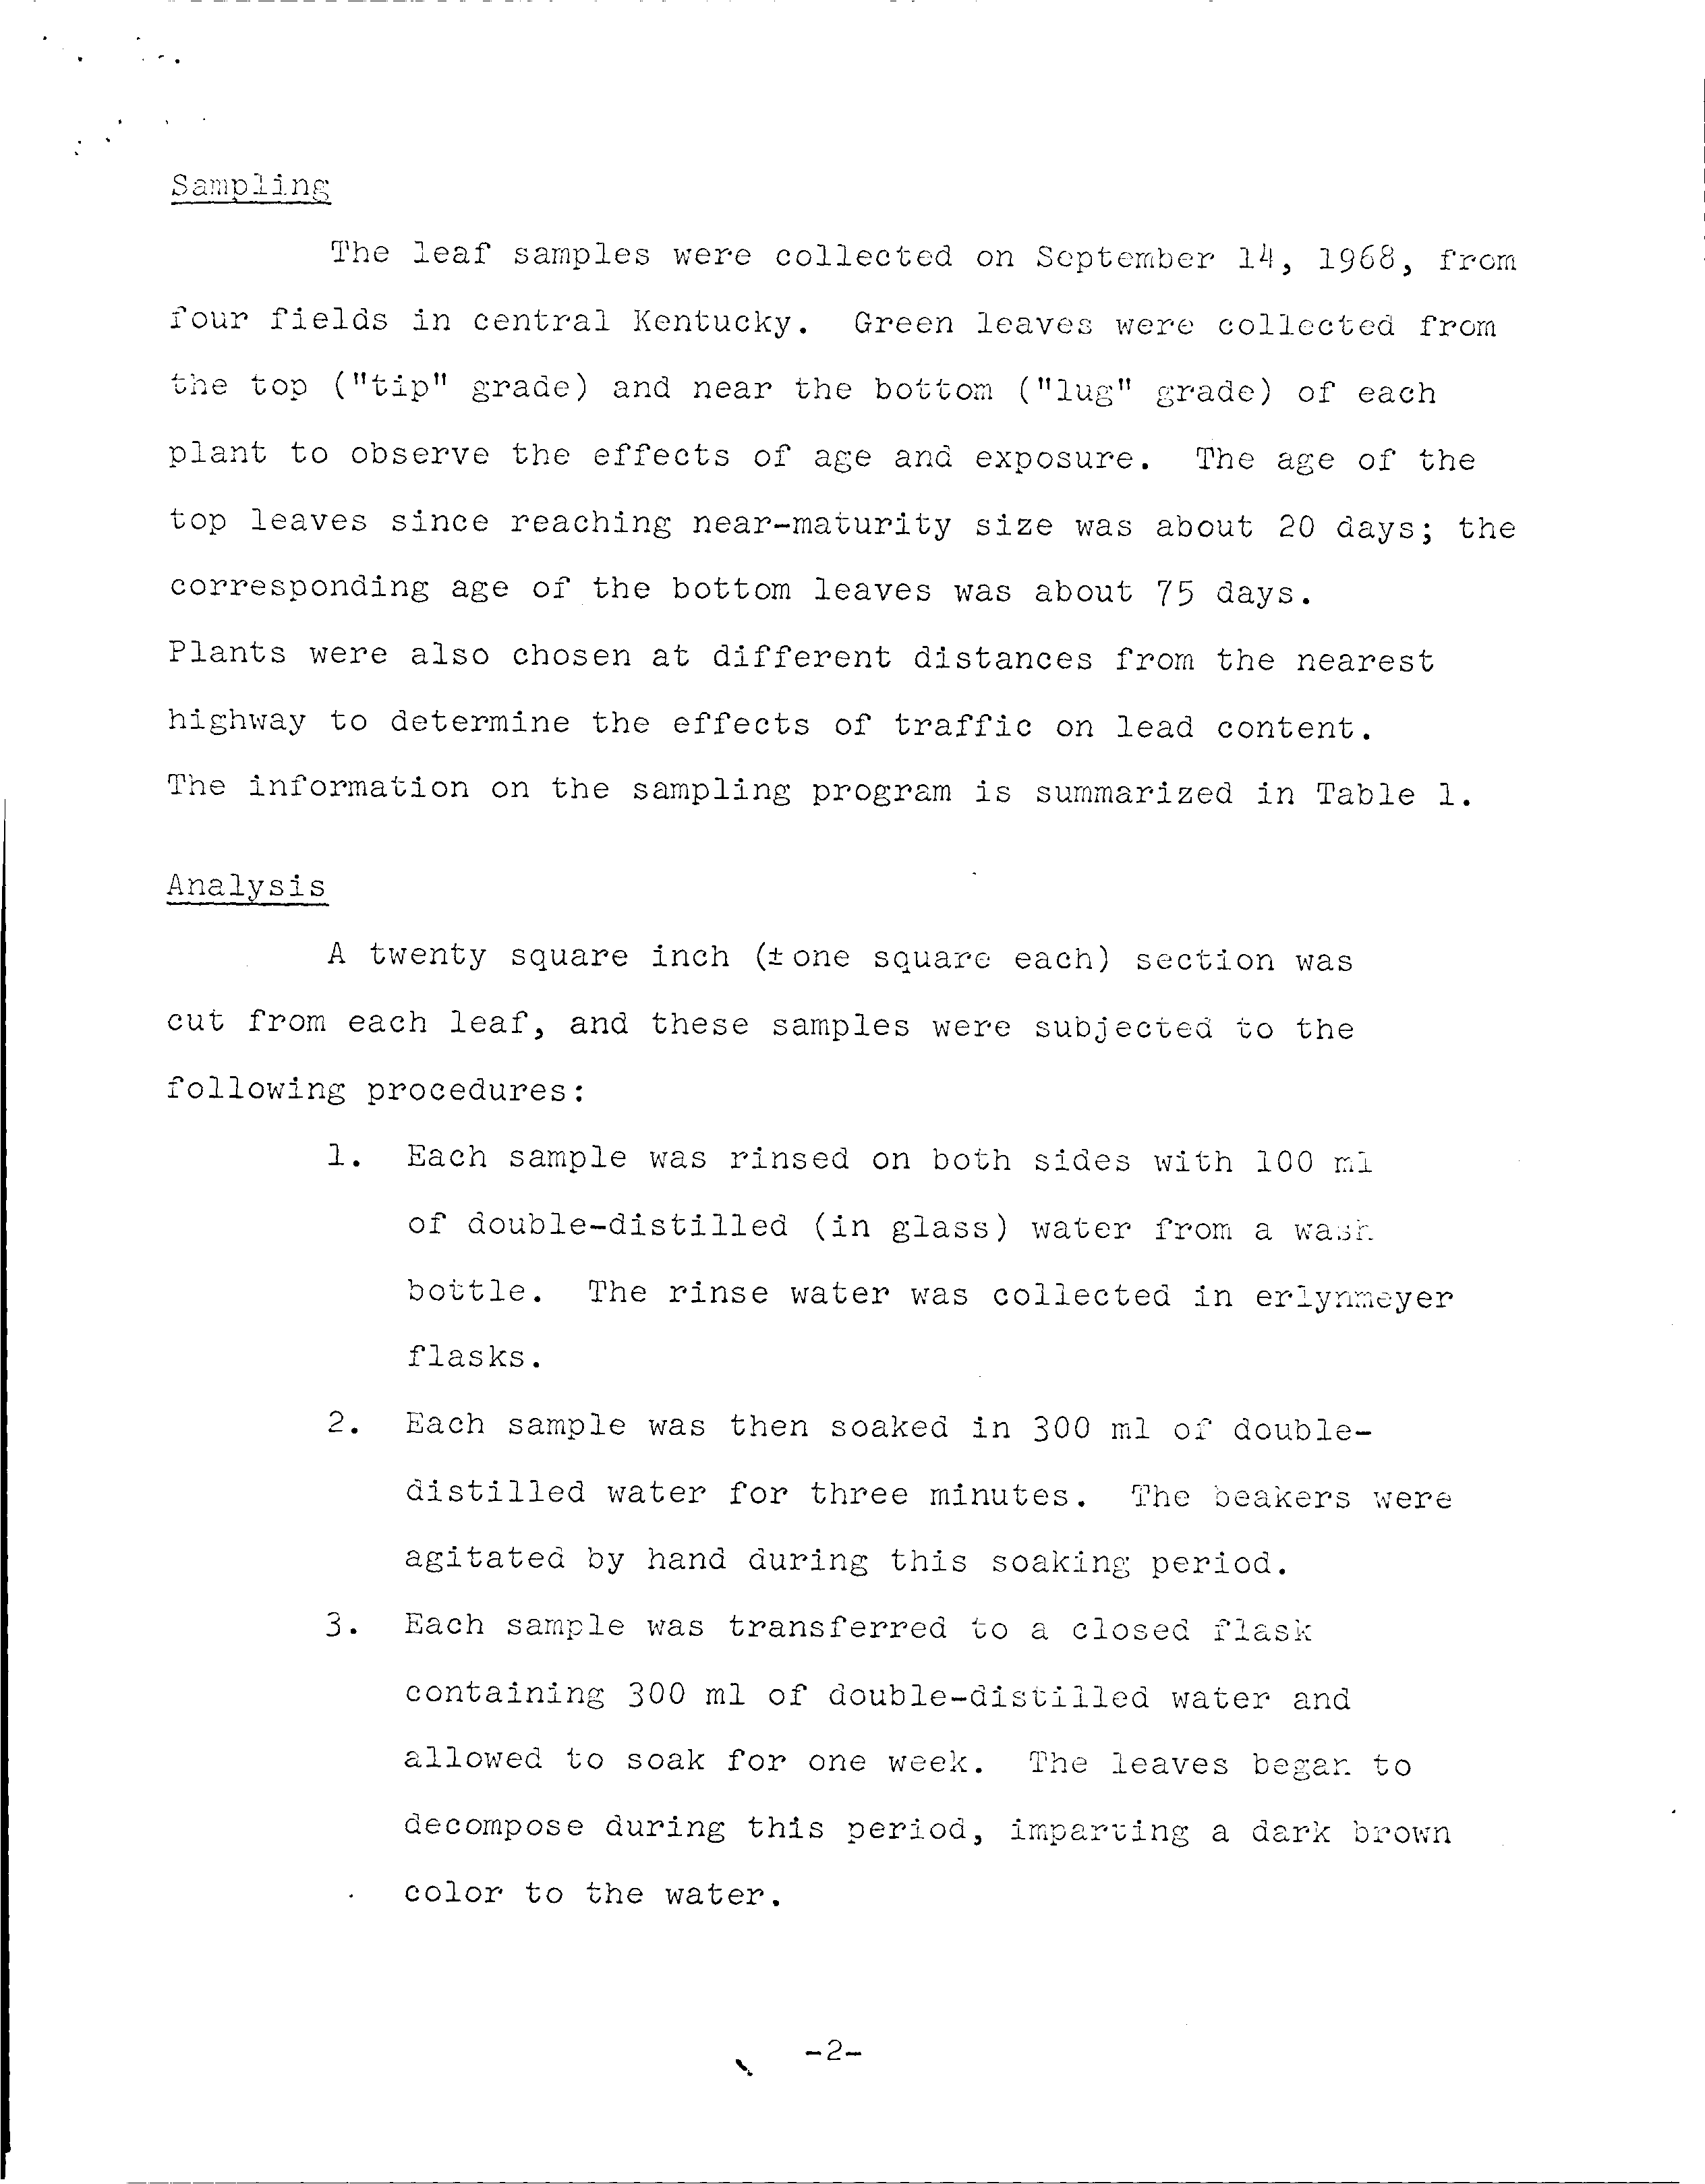 Sampling
The leaf samples were collected on September 14, 1968, from
four fields in central Kentucky. Green leaves were collected from
the top ("tip" grade) and near the bottom ("lug" grade) of each
plant to observe the effects of age and exposure. The age of the
top leaves since reaching near-maturity size was about 20 days; the
corresponding age of the bottom leaves was about 75 days.
Plants were also chosen at different distances from the nearest
highway to determine the effects of traffic on lead content.
The information on the sampling program is summarized in Table 1.
Analysis
A twenty square inch (± one square each) section was
cut from each leaf, and these samples were subjected to the
following procedures:
1. Each sample was rinsed on both sides with 100 ml
of double-distilled (in glass) water from a wash
bottle. The rinse water was collected in erlynmeyer
flasks.
2. Each sample was then soaked in 300 ml of double-
distilled water for three minutes. The beakers were
agitated by hand during this soaking period.
3. Each sample was transferred to a closed flask
containing 300 ml of double-distilled water and
allowed to soak for one week. The leaves began to
decompose during this period, imparting a dark brown
color to the water.
-2-